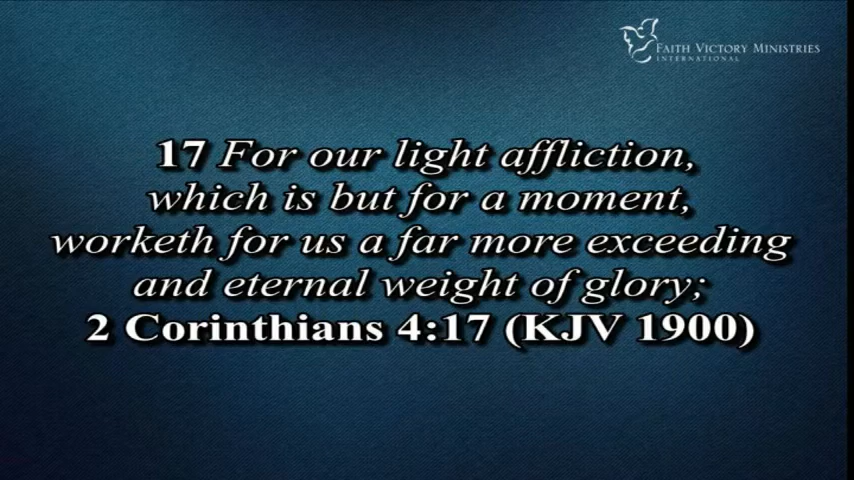 FAITH VICTORY MINISTRIES
INTERNATIONAL
17 For our light affliction,
which is but for a moment,
worketh for us a far more exceeding
and eternal weight of glory;
2 Corinthians 4:17 (KJV 1900)